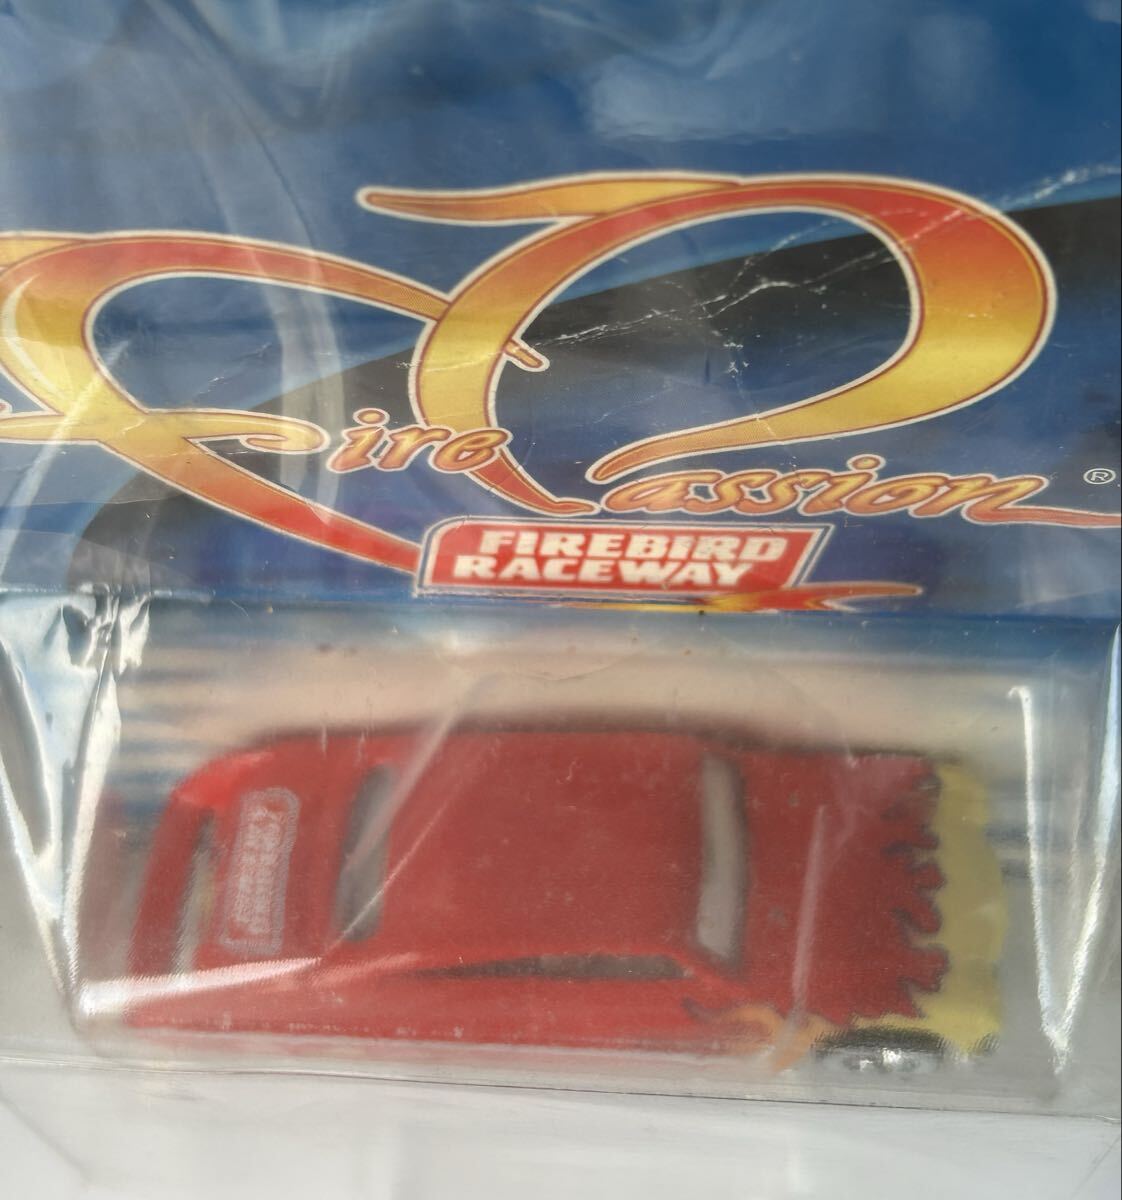 Fire Passion ®
FIREBIRD
RACEWAY